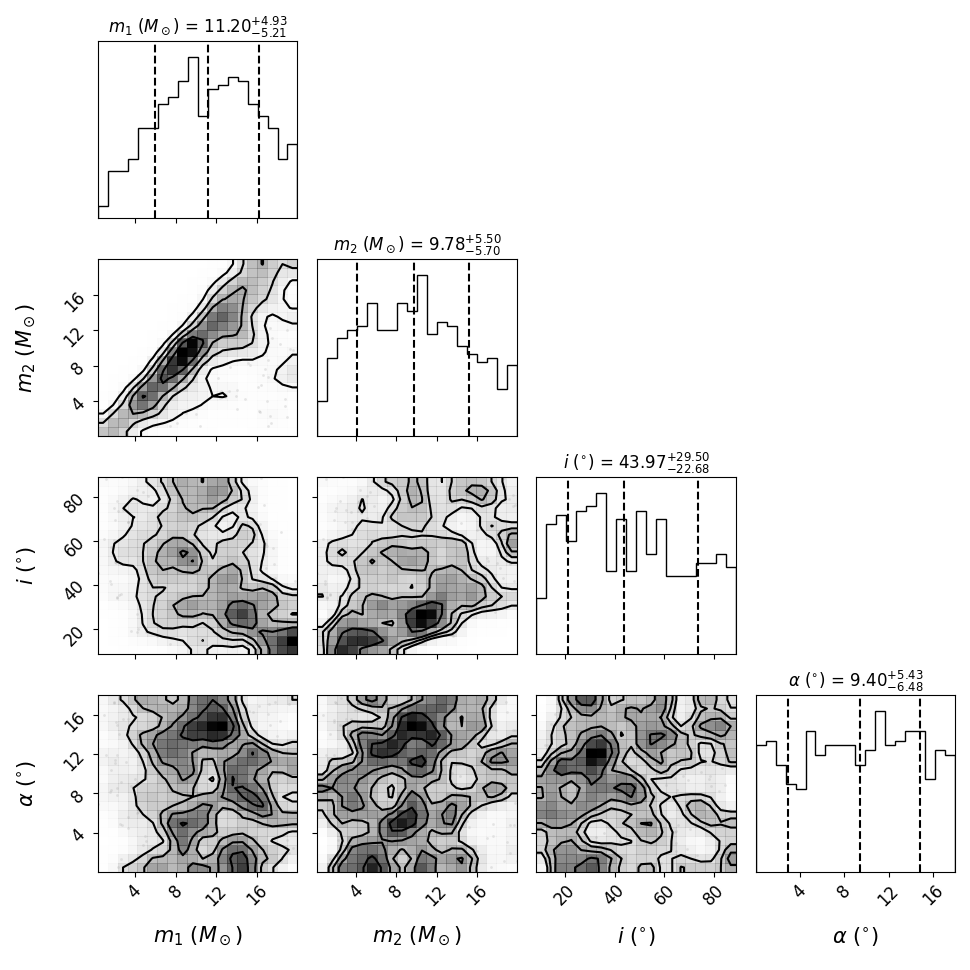 m₁ (M⊙) = 11.20+4.93−5.21
m₂ (M⊙) = 9.78+5.50−5.70
m₂ (M⊙)
16
12
8
4
i (°) = 43.97+29.50−22.68
i (°)
80
60
40
20
α (°) = 9.40+5.43−6.48
α (°)
16
12
8
4
4 8 12 16
4 8 12 16
20 40 60 80
4 8 12 16
m₁ (M⊙)
m₂ (M⊙)
i (°)
α (°)